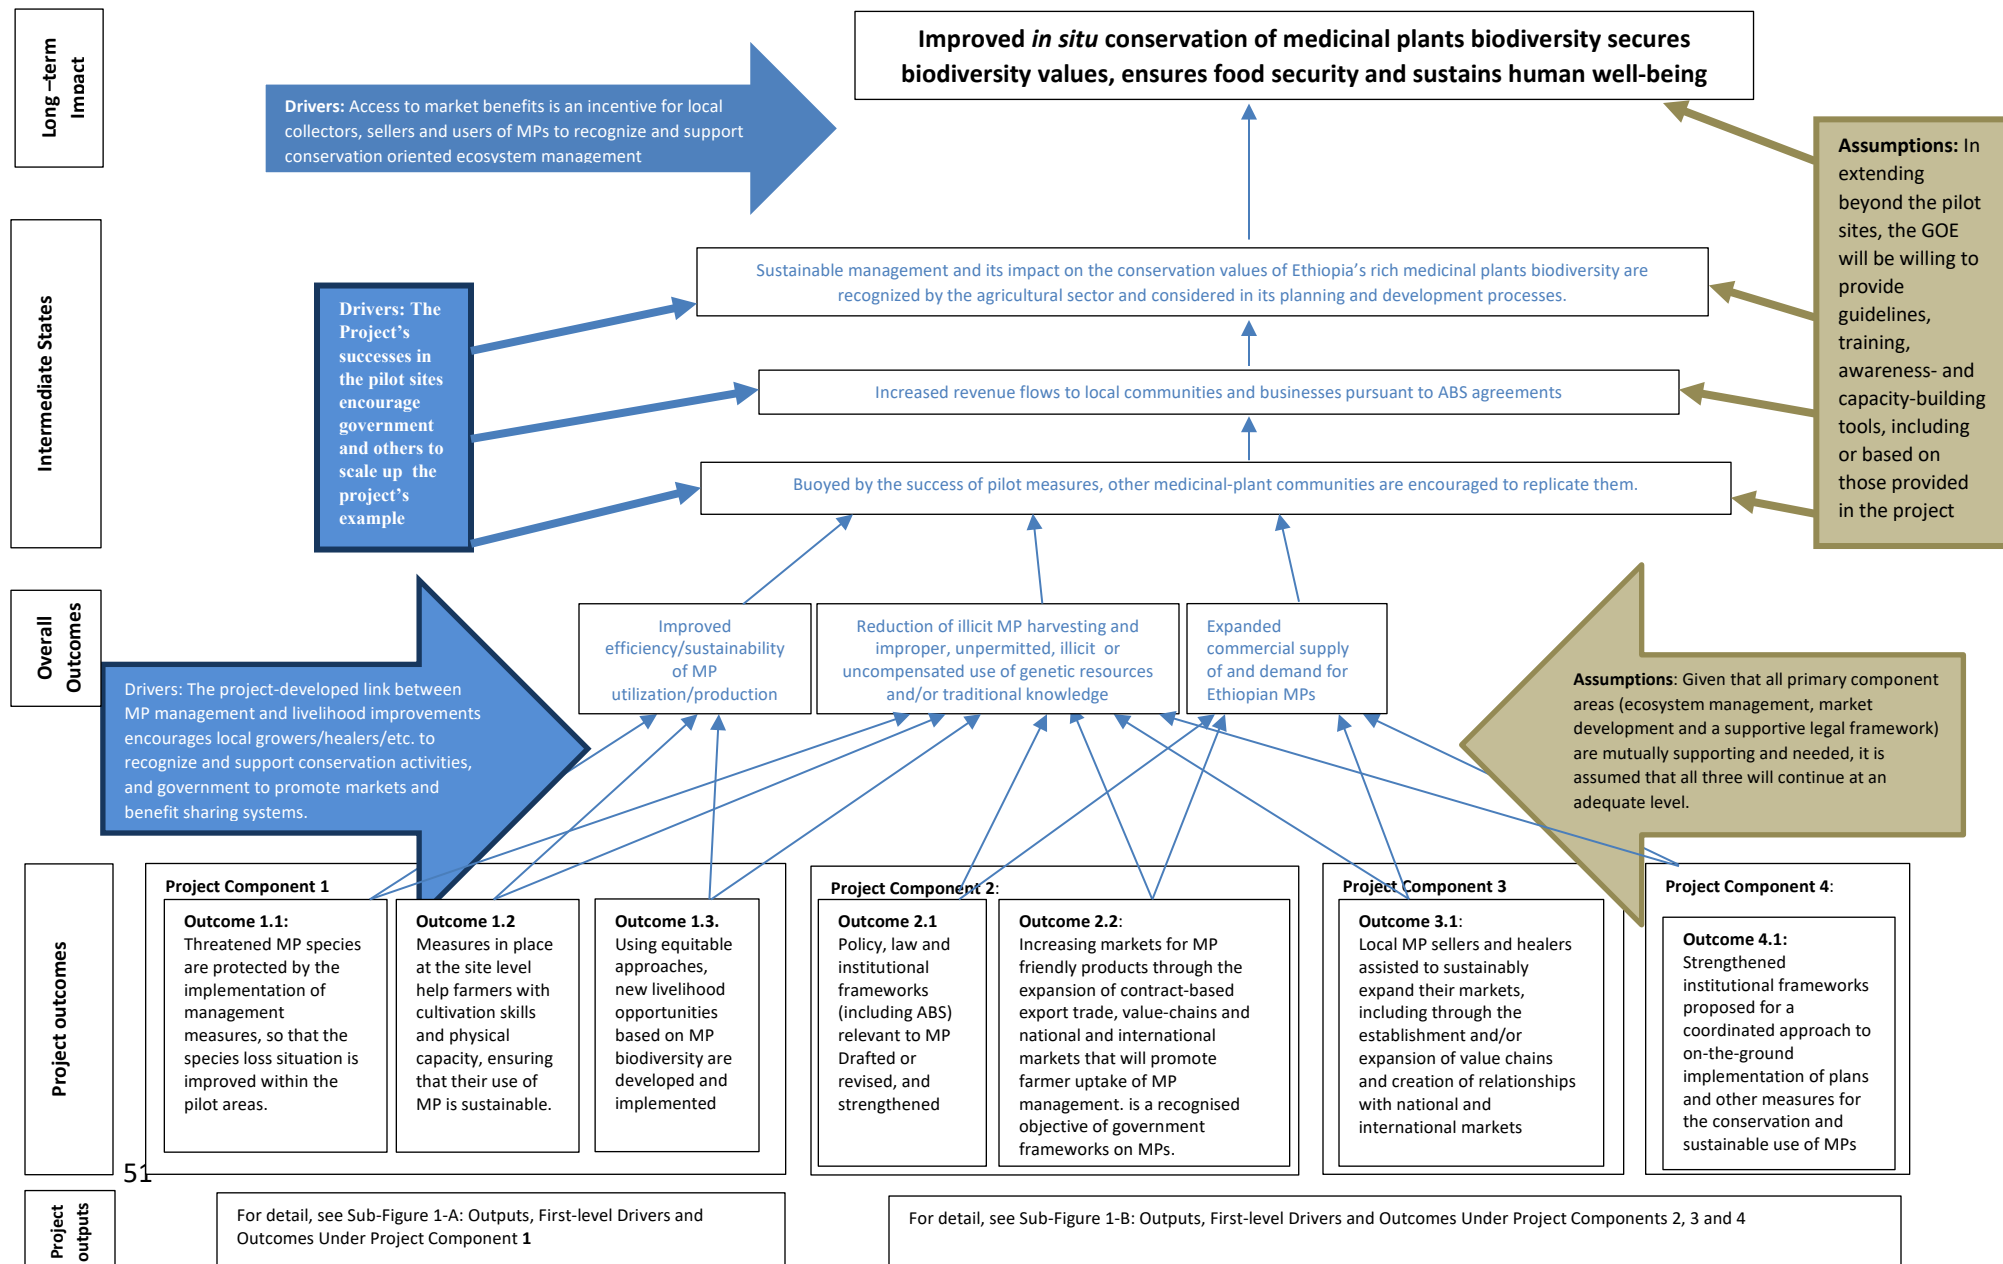 Long –term
Impact
Improved in situ conservation of medicinal plants biodiversity secures
biodiversity values, ensures food security and sustains human well-being
Drivers: Access to market benefits is an incentive for local
collectors, sellers and users of MPs to recognize and support
conservation oriented ecosystem management
Assumptions: In
extending
beyond the pilot
sites, the GOE
will be willing to
provide
guidelines,
training,
awareness- and
capacity-building
tools, including
or based on
those provided
in the project
Intermediate States
Sustainable management and its impact on the conservation values of Ethiopia's rich medicinal plants biodiversity are
recognized by the agricultural sector and considered in its planning and development processes.
Drivers: The
Project's
successes in
the pilot sites
encourage
government
and others to
scale up the
project's
example
Increased revenue flows to local communities and businesses pursuant to ABS agreements
Buoyed by the success of pilot measures, other medicinal-plant communities are encouraged to replicate them.
Overall
Outcomes
Improved
efficiency/sustainability
of MP
utilization/production
Reduction of illicit MP harvesting and
improper, unpermitted, illicit or
uncompensated use of genetic resources
and/or traditional knowledge
Expanded
commercial supply
of and demand for
Ethiopian MPs
Drivers: The project-developed link between
MP management and livelihood improvements
encourages local growers/healers/etc. to
recognize and support conservation activities,
and government to promote markets and
benefit sharing systems.
Assumptions: Given that all primary component
areas (ecosystem management, market
development and a supportive legal framework)
are mutually supporting and needed, it is
assumed that all three will continue at an
adequate level.
Project outcomes
Project Component 1
Outcome 1.1:
Threatened MP species
are protected by the
implementation of
management
measures, so that the
species loss situation is
improved within the
pilot areas.
Outcome 1.2
Measures in place
at the site level
help farmers with
cultivation skills
and physical
capacity, ensuring
that their use of
MP is sustainable.
Outcome 1.3.
Using equitable
approaches,
new livelihood
opportunities
based on MP
biodiversity are
developed and
implemented
Project Component 2:
Outcome 2.1
Policy, law and
institutional
frameworks
(including ABS)
relevant to MP
Drafted or
revised, and
strengthened
Outcome 2.2:
Increasing markets for MP
friendly products through the
expansion of contract-based
export trade, value-chains and
national and international
markets that will promote
farmer uptake of MP
management. is a recognised
objective of government
frameworks on MPs.
Project Component 3
Outcome 3.1:
Local MP sellers and healers
assisted to sustainably
expand their markets,
including through the
establishment and/or
expansion of value chains
and creation of relationships
with national and
international markets
Project Component 4:
Outcome 4.1:
Strengthened
institutional frameworks
proposed for a
coordinated approach to
on-the-ground
implementation of plans
and other measures for
the conservation and
sustainable use of MPs
51
Project
outputs
For detail, see Sub-Figure 1-A: Outputs, First-level Drivers and
Outcomes Under Project Component 1
For detail, see Sub-Figure 1-B: Outputs, First-level Drivers and Outcomes Under Project Components 2, 3 and 4